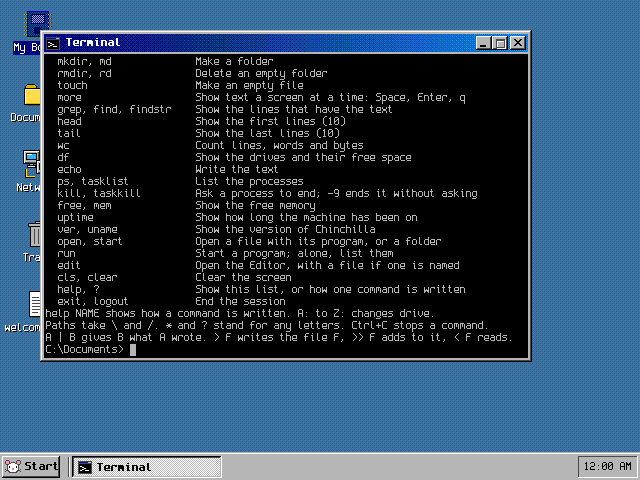 My Bo
Terminal
mkdir, md Make a folder
rmdir, rd Delete an empty folder
touch Make an empty file
more Show text a screen at a time: Space, Enter, q
grep, find, findstr Show the lines that have the text
head Show the first lines (10)
tail Show the last lines (10)
wc Count lines, words and bytes
df Show the drives and their free space
echo Write the text
ps, tasklist List the processes
kill, taskkill Ask a process to end; -9 ends it without asking
free, mem Show the free memory
uptime Show how long the machine has been on
ver, uname Show the version of Chinchilla
open, start Open a file with its program, or a folder
run Start a program; alone, list them
edit Open the Editor, with a file if one is named
cls, clear Clear the screen
help, ? Show this list, or how one command is written
exit, logout End the session
help NAME shows how a command is written. A: to Z: changes drive.
Paths take \ and /. * and ? stand for any letters. Ctrl+C stops a command.
A | B gives B what A wrote. > F writes the file F, >> F adds to it, < F reads.
C:\Documents>
Docum
Netw
Tra
welcom
Start
Terminal
12:00 AM